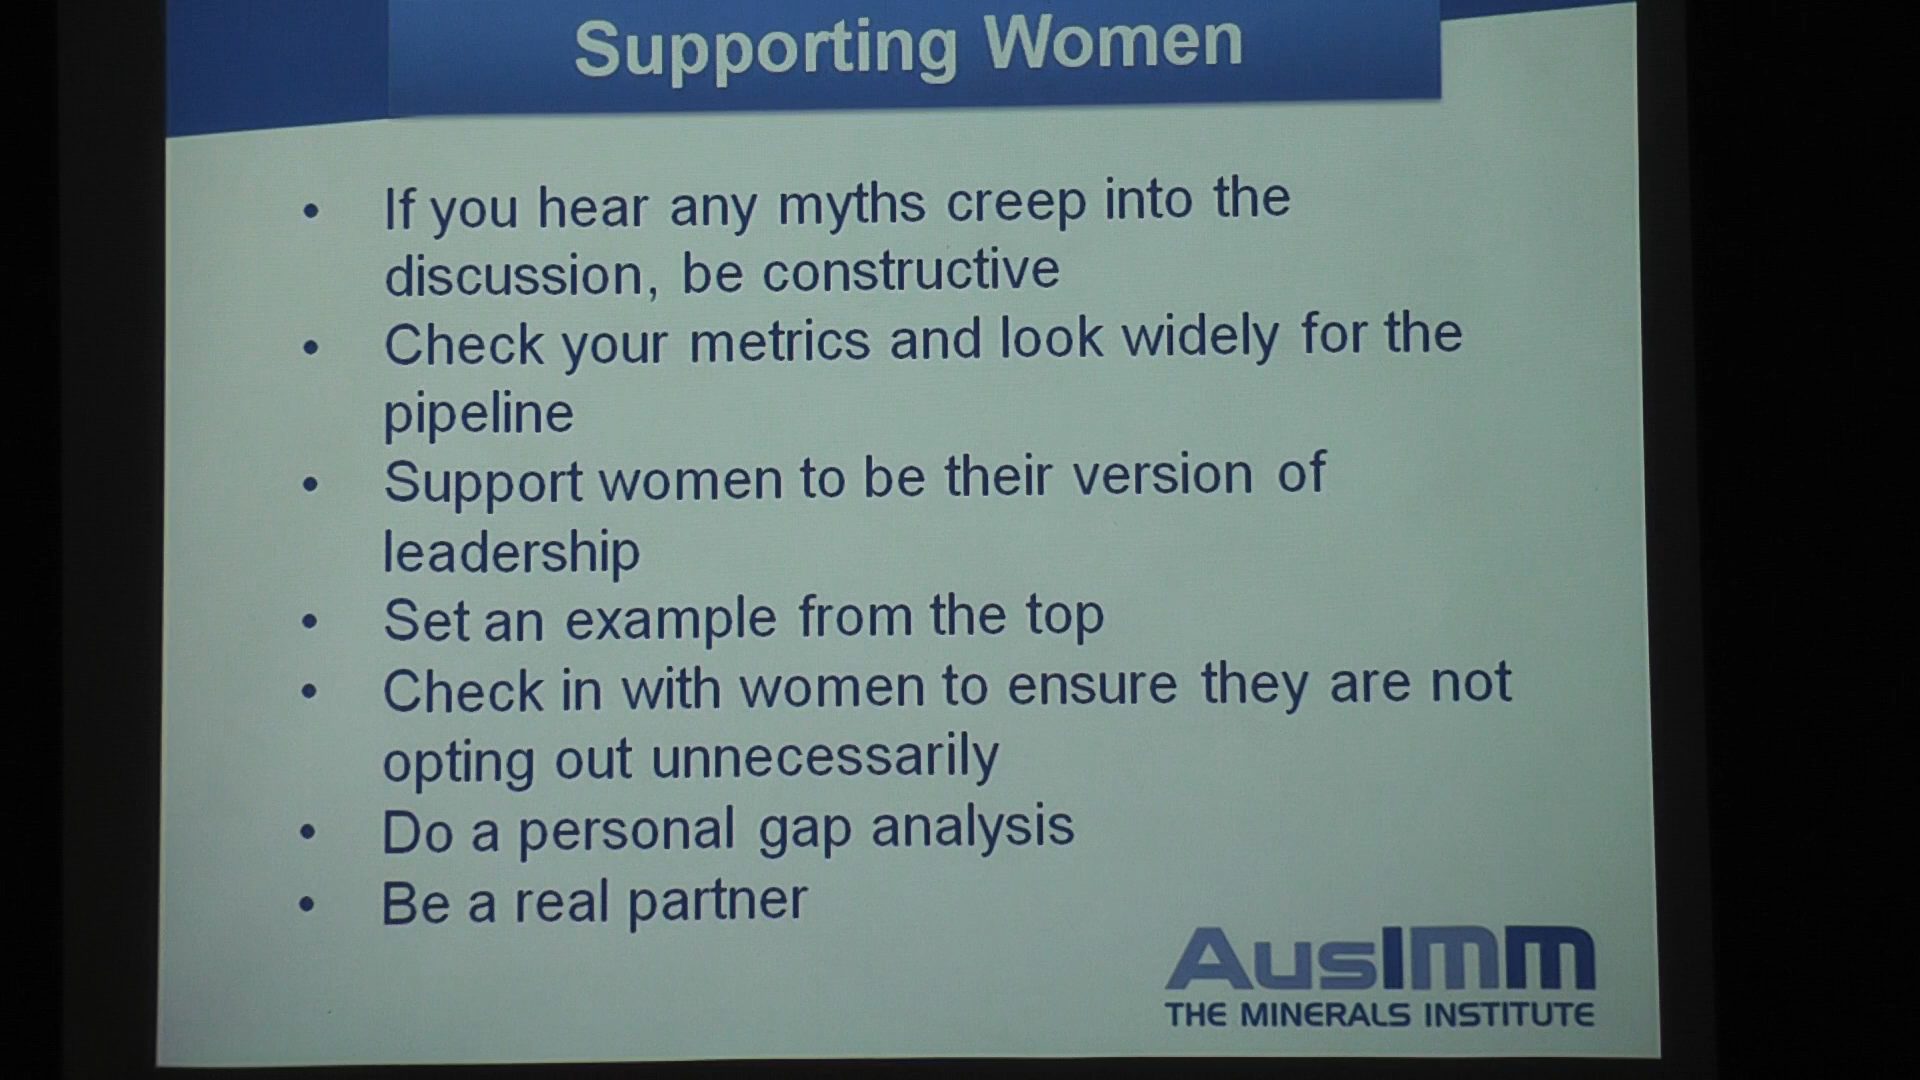 Supporting Women
• If you hear any myths creep into the
discussion, be constructive
• Check your metrics and look widely for the
pipeline
• Support women to be their version of
leadership
• Set an example from the top
• Check in with women to ensure they are not
opting out unnecessarily
• Do a personal gap analysis
• Be a real partner
AusIMM
THE MINERALS INSTITUTE